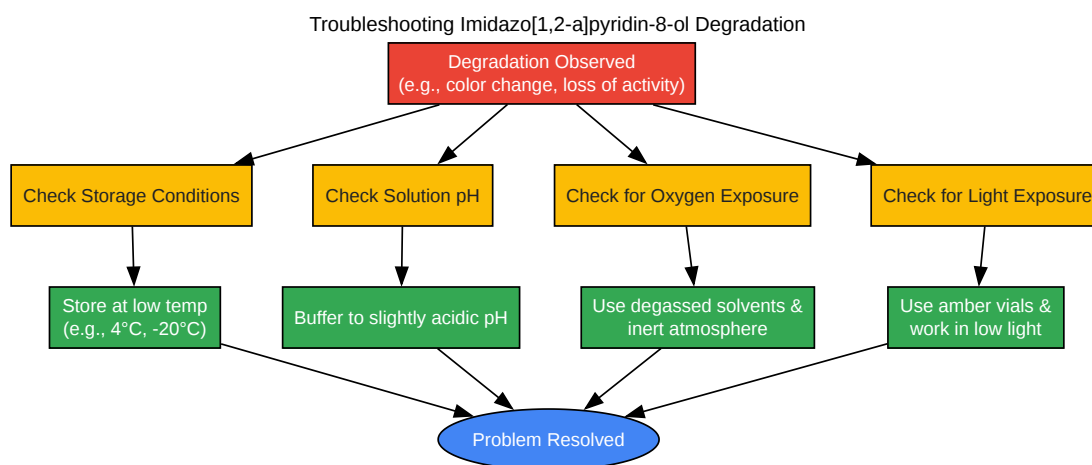 Troubleshooting Imidazo[1,2-a]pyridin-8-ol Degradation
Degradation Observed
(e.g., color change, loss of activity)
Check Storage Conditions
Check Solution pH
Check for Oxygen Exposure
Check for Light Exposure
Store at low temp
(e.g., 4°C, -20°C)
Buffer to slightly acidic pH
Use degassed solvents &
inert atmosphere
Use amber vials &
work in low light
Problem Resolved